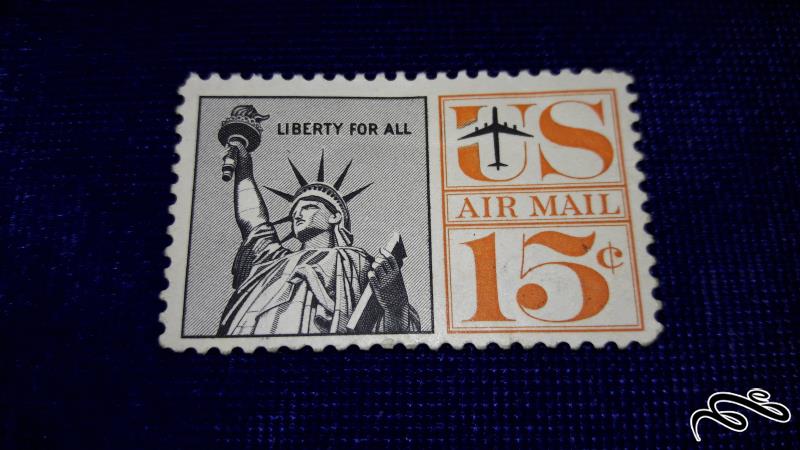 LIBERTY FOR ALL
US
AIR MAIL
15¢